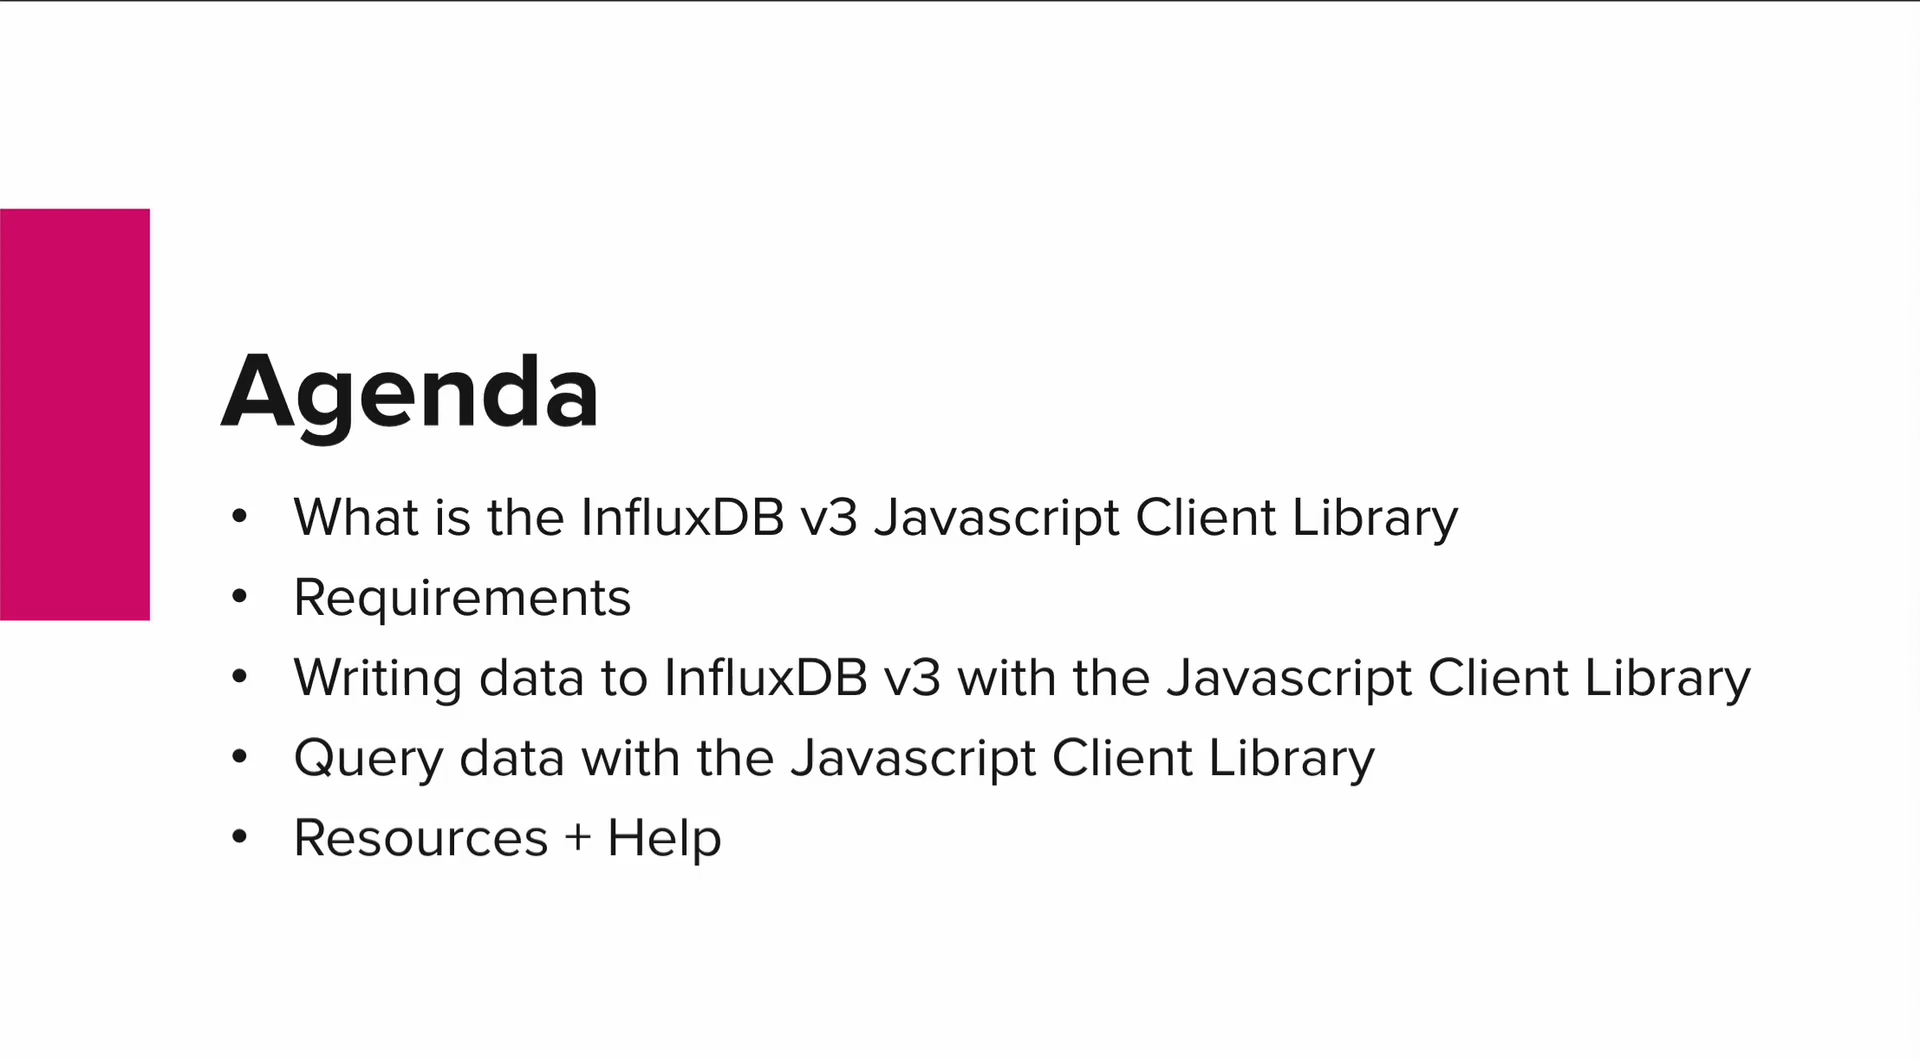 Agenda
• What is the InfluxDB v3 Javascript Client Library
• Requirements
• Writing data to InfluxDB v3 with the Javascript Client Library
• Query data with the Javascript Client Library
• Resources + Help